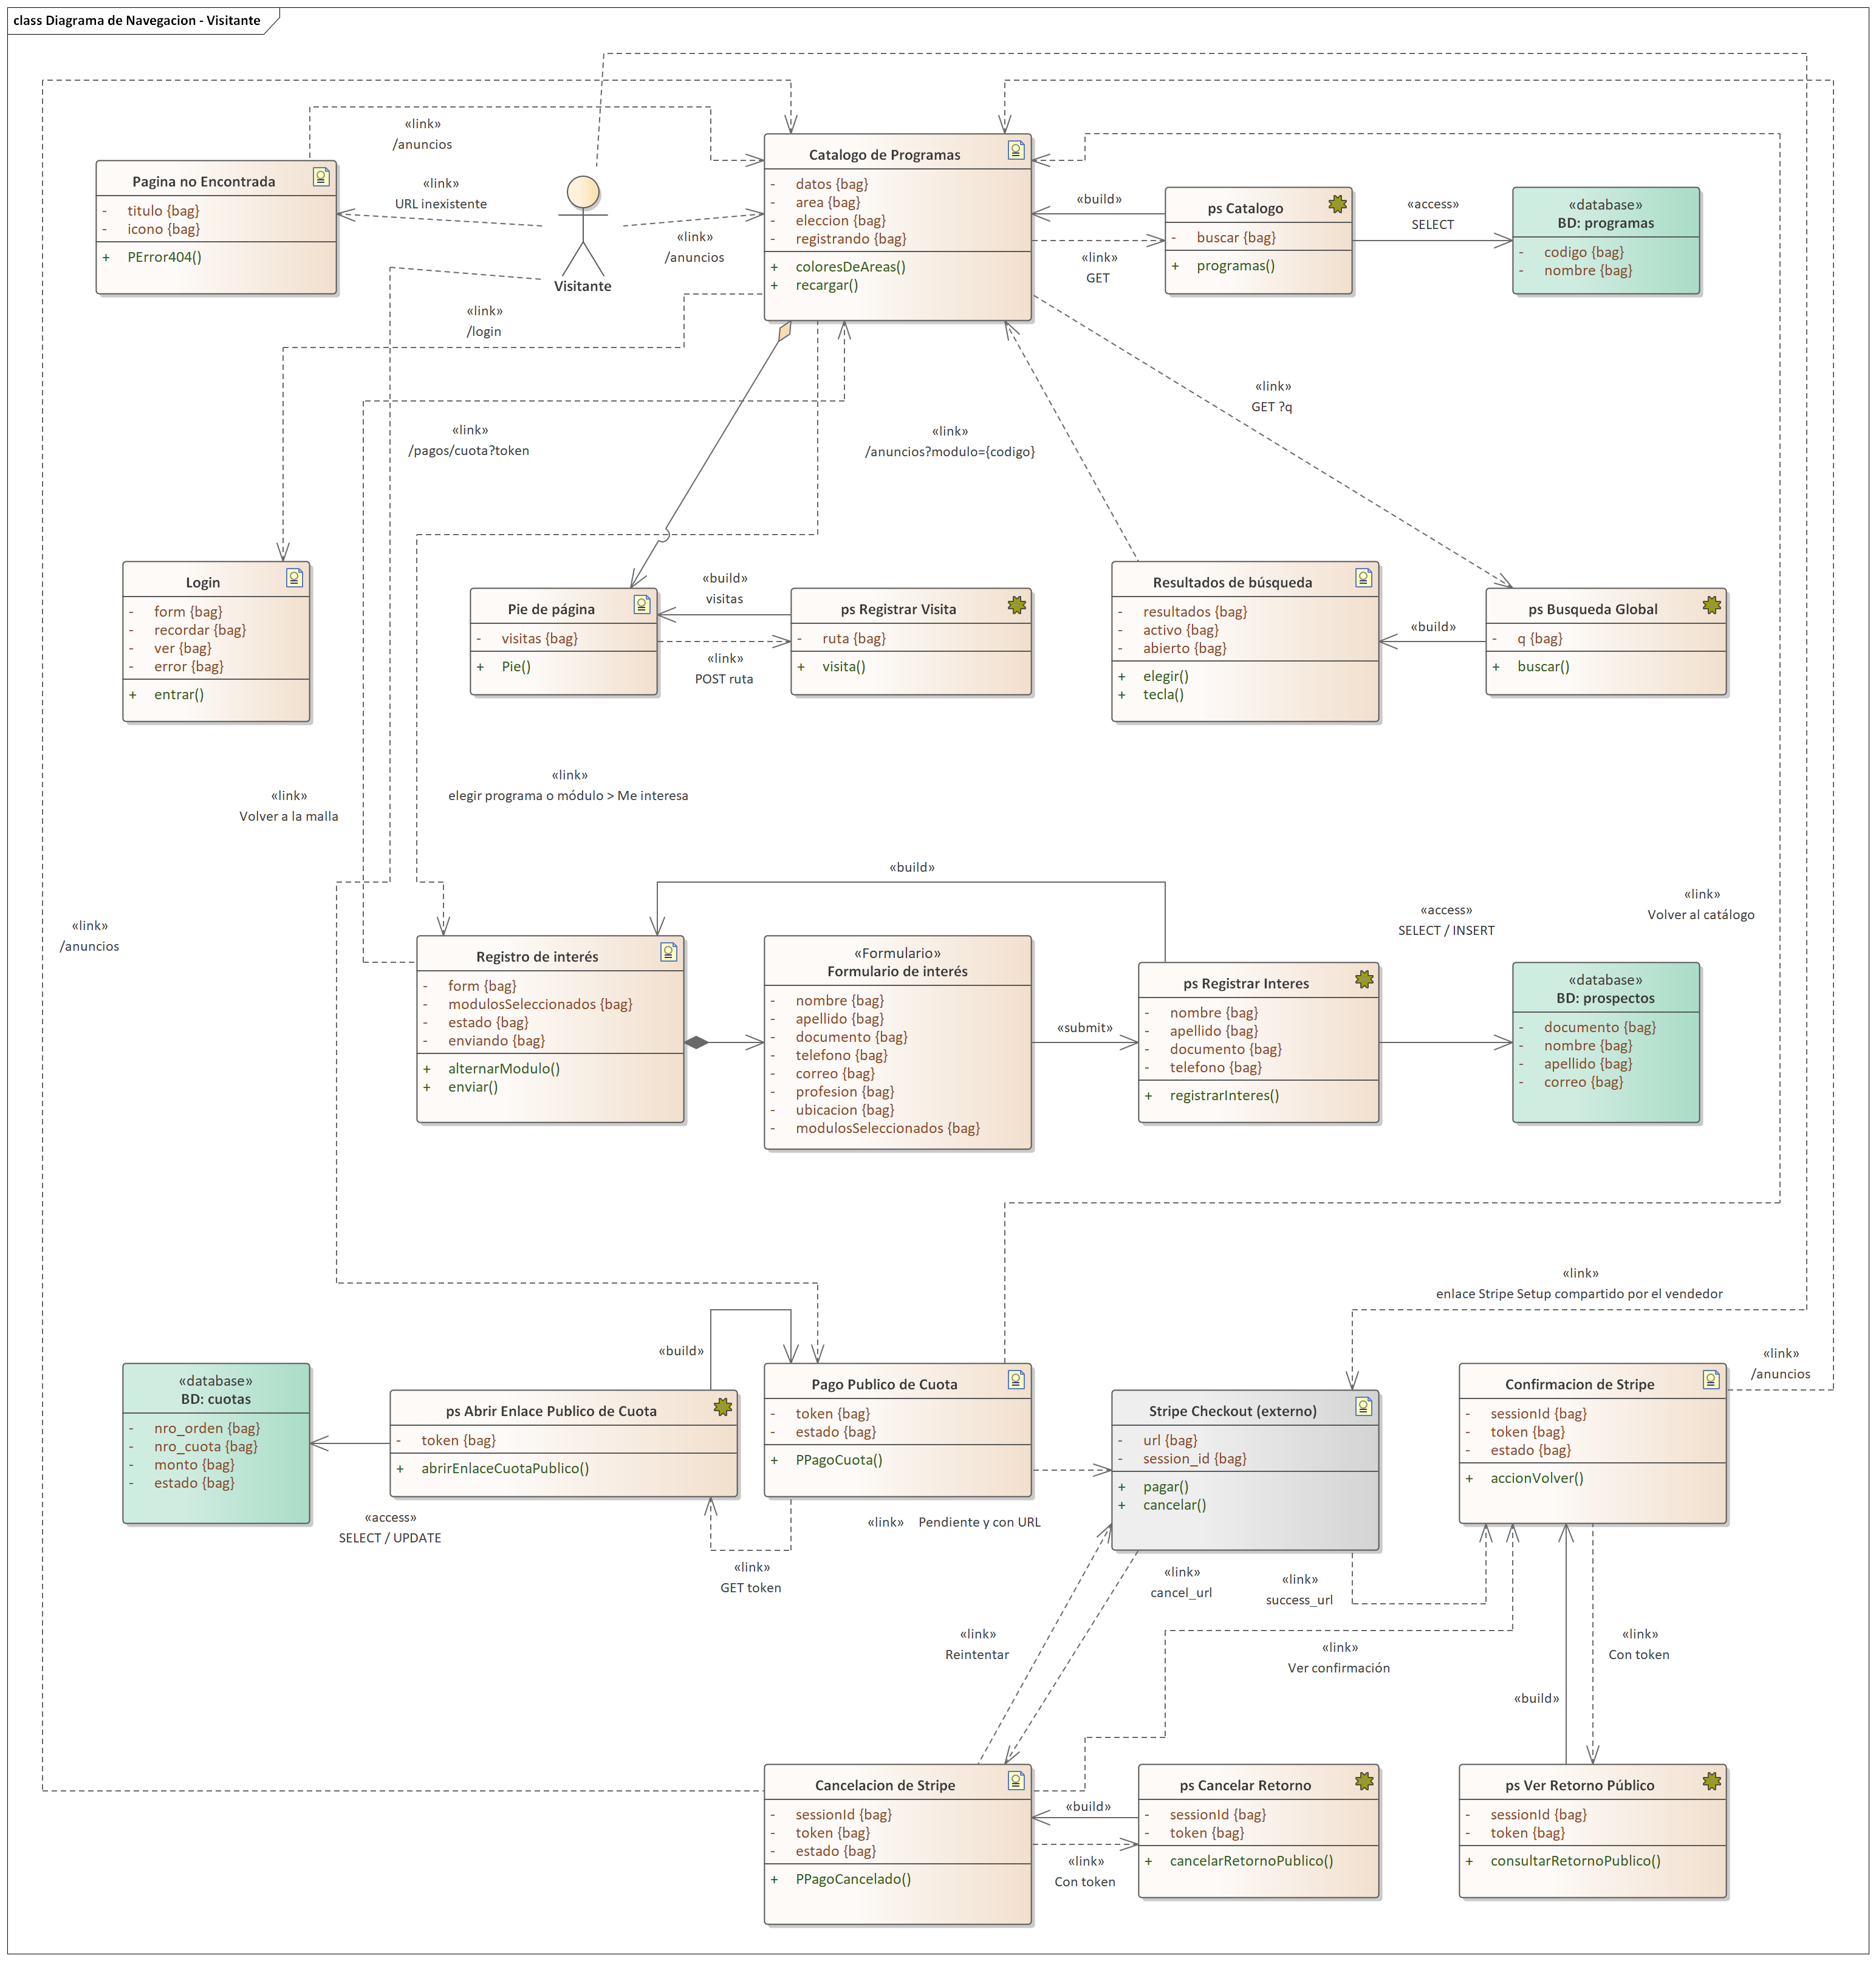 class Diagrama de Navegacion - Visitante
«link»
/anuncios
Pagina no Encontrada
- titulo {bag}
- icono {bag}
+ PError404()
«link»
URL inexistente
Visitante
«link»
/anuncios
Catalogo de Programas
- datos {bag}
- area {bag}
- eleccion {bag}
- registrando {bag}
+ coloresDeAreas()
+ recargar()
«build»
«link»
GET
ps Catalogo
- buscar {bag}
+ programas()
«access»
SELECT
«database»
BD: programas
- codigo {bag}
- nombre {bag}
«link»
/login
«link»
/pagos/cuota?token
«link»
/anuncios?modulo={codigo}
«link»
GET ?q
Login
- form {bag}
- recordar {bag}
- ver {bag}
- error {bag}
+ entrar()
Pie de página
- visitas {bag}
+ Pie()
«build»
visitas
«link»
POST ruta
ps Registrar Visita
- ruta {bag}
+ visita()
Resultados de búsqueda
- resultados {bag}
- activo {bag}
- abierto {bag}
+ elegir()
+ tecla()
«build»
ps Busqueda Global
- q {bag}
+ buscar()
«link»
Volver a la malla
«link»
elegir programa o módulo > Me interesa
«link»
/anuncios
«build»
«access»
SELECT / INSERT
«link»
Volver al catálogo
Registro de interés
- form {bag}
- modulosSeleccionados {bag}
- estado {bag}
- enviando {bag}
+ alternarModulo()
+ enviar()
«Formulario»
Formulario de interés
- nombre {bag}
- apellido {bag}
- documento {bag}
- telefono {bag}
- correo {bag}
- profesion {bag}
- ubicacion {bag}
- modulosSeleccionados {bag}
«submit»
ps Registrar Interes
- nombre {bag}
- apellido {bag}
- documento {bag}
- telefono {bag}
+ registrarInteres()
«database»
BD: prospectos
- documento {bag}
- nombre {bag}
- apellido {bag}
- correo {bag}
«link»
enlace Stripe Setup compartido por el vendedor
«database»
BD: cuotas
- nro_orden {bag}
- nro_cuota {bag}
- monto {bag}
- estado {bag}
«build»
ps Abrir Enlace Publico de Cuota
- token {bag}
+ abrirEnlaceCuotaPublico()
«access»
SELECT / UPDATE
Pago Publico de Cuota
- token {bag}
- estado {bag}
+ PPagoCuota()
«link» Pendiente y con URL
«link»
GET token
Stripe Checkout (externo)
- url {bag}
- session_id {bag}
+ pagar()
+ cancelar()
Confirmacion de Stripe
- sessionId {bag}
- token {bag}
- estado {bag}
+ accionVolver()
«link»
/anuncios
«link»
cancel_url
«link»
success_url
«link»
Reintentar
«link»
Ver confirmación
«link»
Con token
«build»
Cancelacion de Stripe
- sessionId {bag}
- token {bag}
- estado {bag}
+ PPagoCancelado()
«build»
«link»
Con token
ps Cancelar Retorno
- sessionId {bag}
- token {bag}
+ cancelarRetornoPublico()
ps Ver Retorno Público
- sessionId {bag}
- token {bag}
+ consultarRetornoPublico()